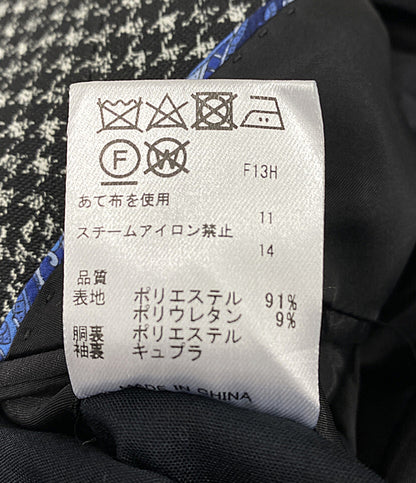 F W F13H
あて布を使用
11
スチームアイロン禁止
14
品質
表地 ポリエステル 91%
ポリウレタン 9%
胴裏 ポリエステル
袖裏 キュプラ
MADE IN CHINA